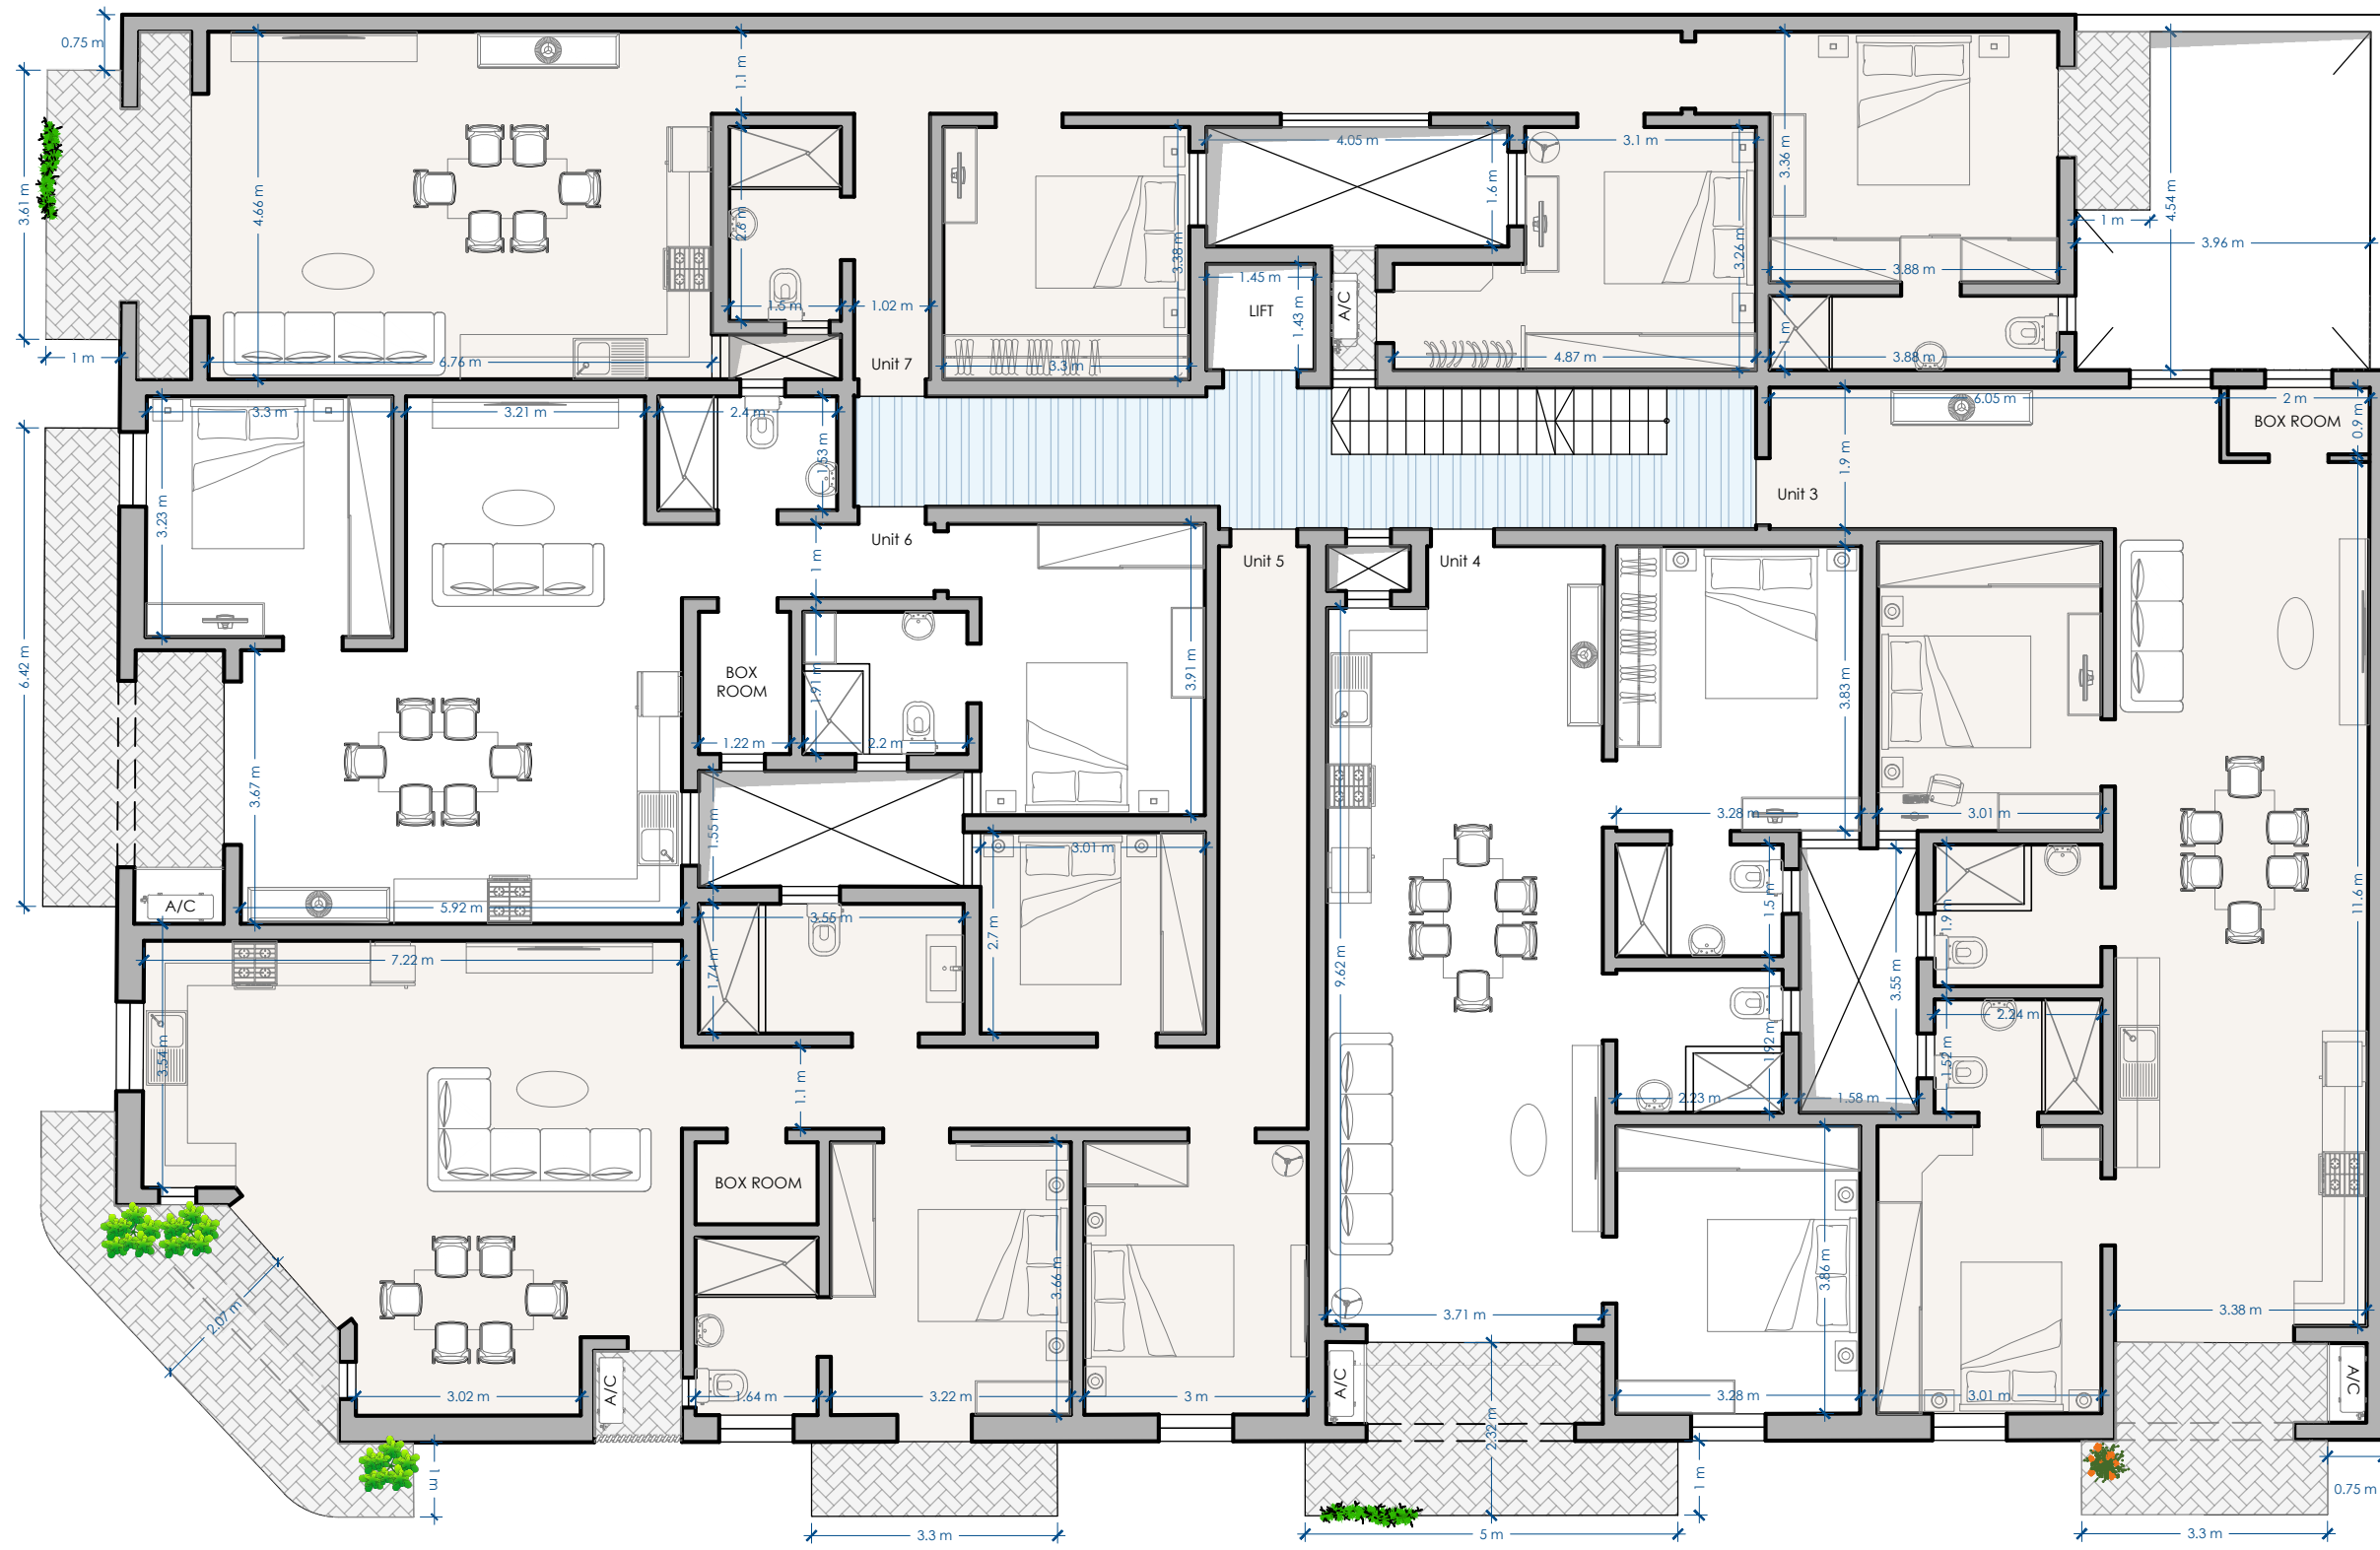 0.75 m
3.61 m
1 m
4.66 m
1.1 m
2.6 m
1.5 m
1.02 m
6.76 m
Unit 7
3.38 m
3.3 m
4.05 m
1.6 m
1.45 m
LIFT
1.43 m
A/C
3.1 m
3.26 m
4.87 m
3.36 m
3.88 m
1 m
3.88 m
1 m
4.54 m
3.96 m
6.42 m
3.3 m
3.23 m
3.21 m
2.4 m
1.53 m
Unit 6
1 m
Unit 5
Unit 4
Unit 3
1.9 m
6.05 m
2 m
BOX ROOM
0.9 m
3.67 m
BOX
ROOM
1.22 m
1.91 m
2.2 m
3.91 m
1.55 m
3.01 m
5.92 m
A/C
3.55 m
1.74 m
2.7 m
3.83 m
3.28 m
3.01 m
1.5 m
1.9 m
11.6 m
9.62 m
3.55 m
2.24 m
1.52 m
1.92 m
2.23 m
1.58 m
7.22 m
3.54 m
1.1 m
BOX ROOM
3.66 m
3.86 m
2.07 m
3.02 m
A/C
1.64 m
3.22 m
3 m
A/C
3.71 m
3.28 m
3.01 m
3.38 m
A/C
1 m
3.3 m
2.32 m
5 m
1 m
3.3 m
0.75 m